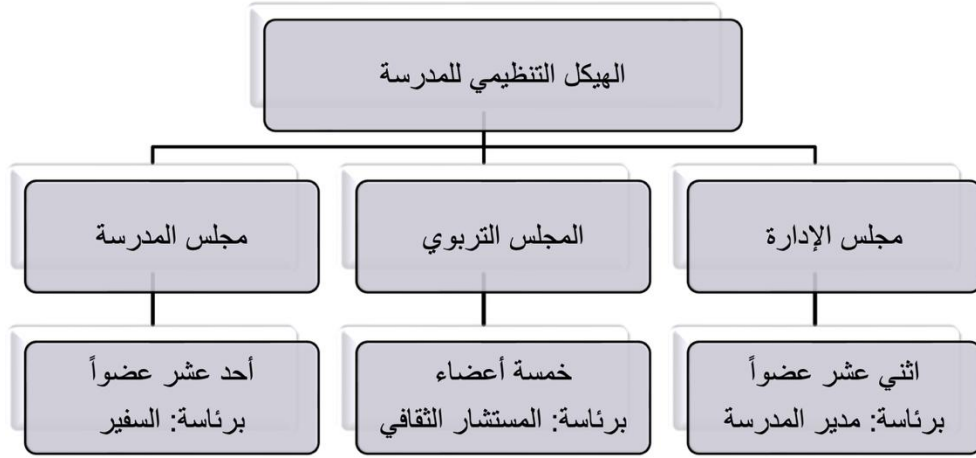 الهيكل التنظيمي للمدرسة
مجلس الإدارة
المجلس التربوي
مجلس المدرسة
اثني عشر عضواً
برئاسة: مدير المدرسة
خمسة أعضاء
برئاسة: المستشار الثقافي
أحد عشر عضواً
برئاسة: السفير